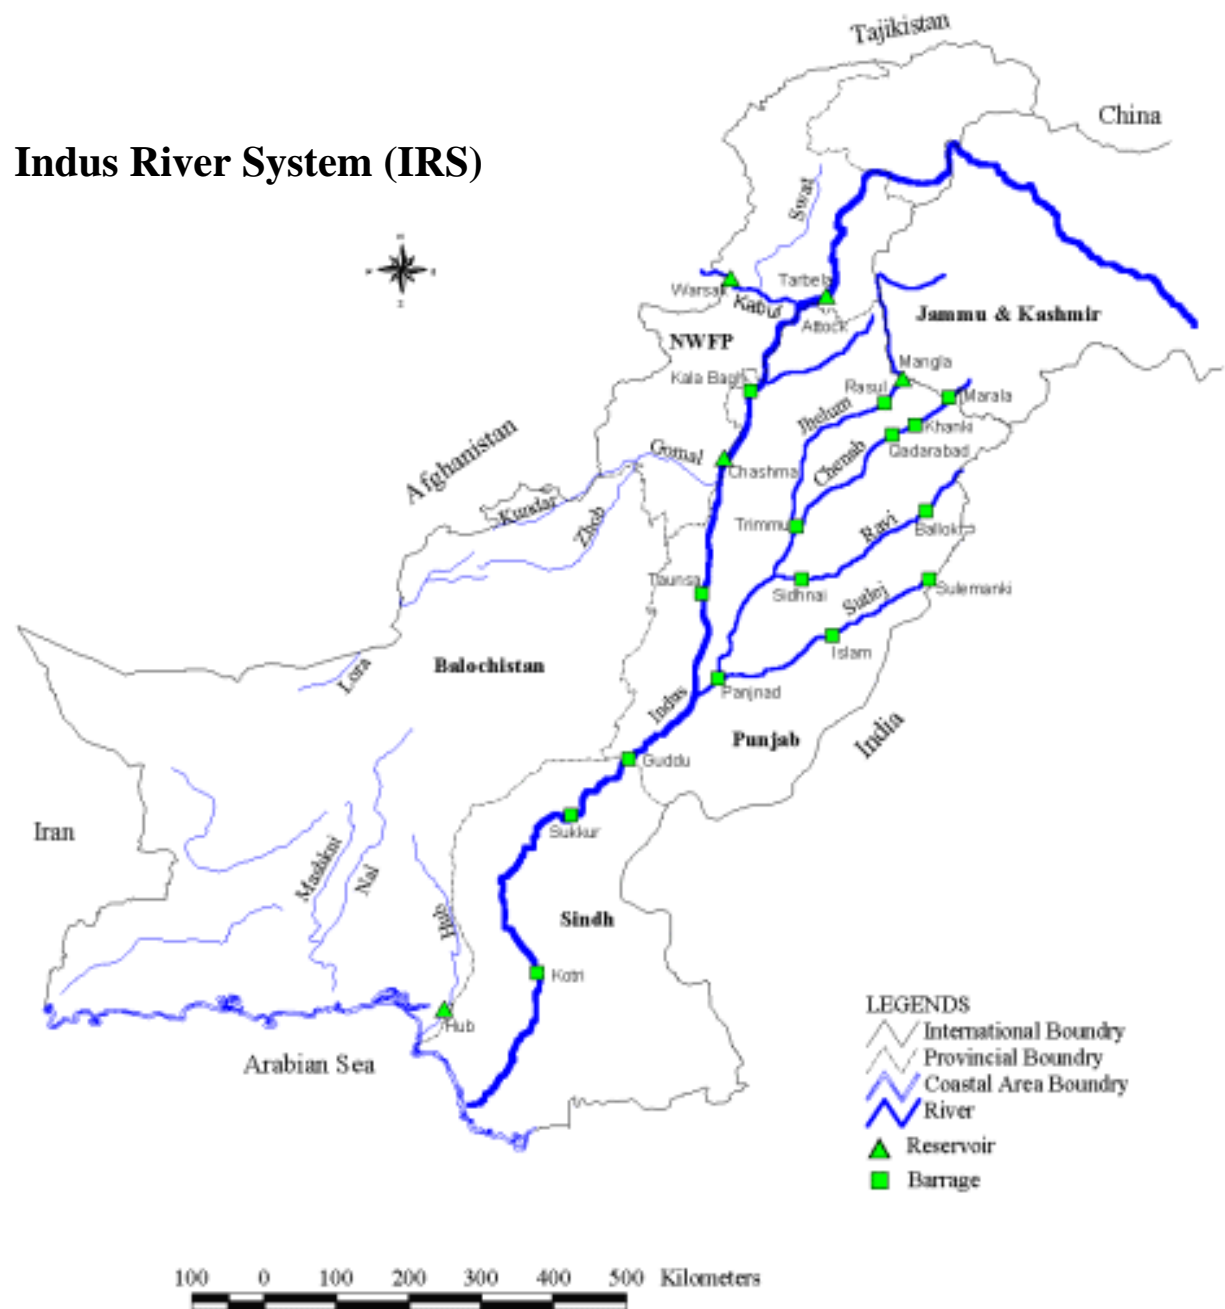 Tajikistan
China
Indus River System (IRS)
Swat
Warsak
Kabul
Tarbela
Attock
Jammu & Kashmir
NWFP
Kala Bagh
Mangla
Rasul
Marala
Jhelum
Khanki
Qadarabad
Chenab
Afghanistan
Gomal
Chashma
Kundar
Zhob
Trimmu
Ravi
Balloki
Taunsa
Sidhnai
Sutlej
Sulemanki
Islam
Balochistan
Lora
Indus
Panjnad
Punjab
India
Guddu
Iran
Sukkur
Mashkai
Nal
Hub
Sindh
Kotri
Hub
Arabian Sea
LEGENDS
International Boundry
Provincial Boundry
Coastal Area Boundry
River
Reservoir
Barrage
100 0 100 200 300 400 500 Kilometers